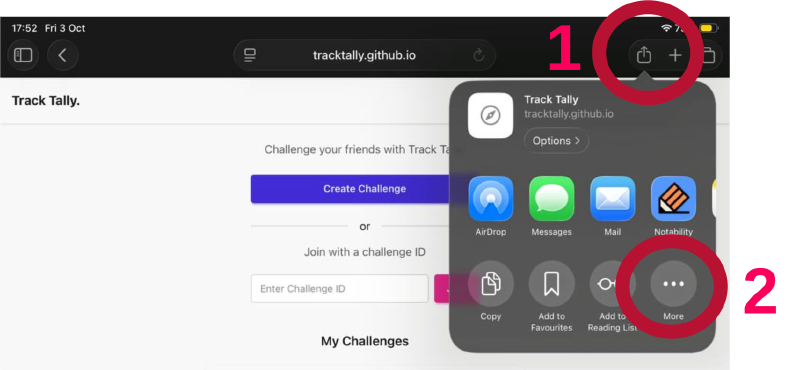 17:52 Fri 3 Oct
tracktally.github.io
1
Track Tally.
Track Tally
tracktally.github.io
Options >
Challenge your friends with Track
Create Challenge
or
Join with a challenge ID
Enter Challenge ID
My Challenges
AirDrop
Messages
Mail
Notability
Copy
Add to
Favourites
Add to
Reading List
More
2